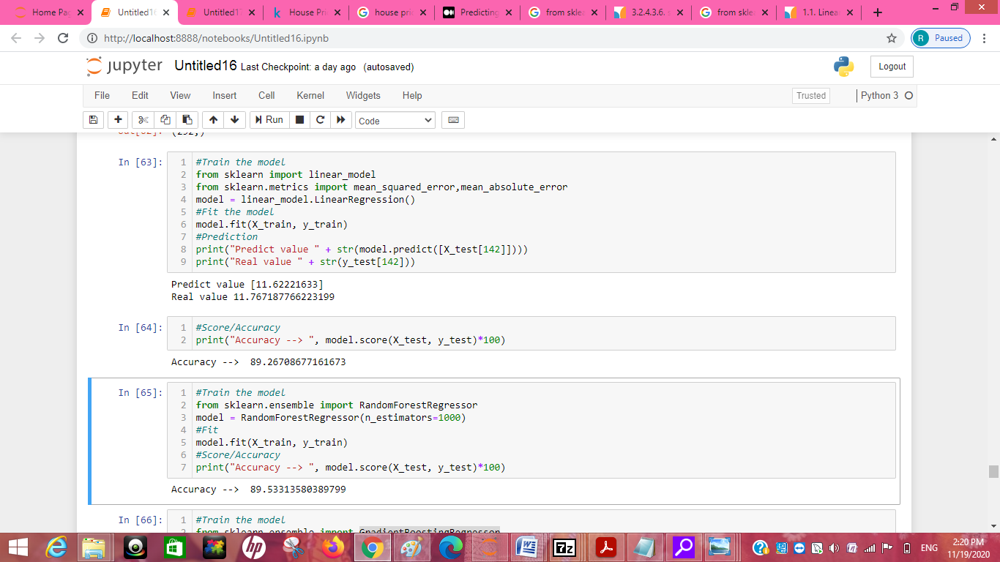 Home Pag
Untitled16
Untitled17
House Pri
house pric
Predicting
from sklea
3.2.4.3.6. s
from skle
1.1. Linea
http://localhost:8888/notebooks/Untitled16.ipynb
R Paused
jupyter Untitled16 Last Checkpoint: a day ago (autosaved)
Logout
File Edit View Insert Cell Kernel Widgets Help
Trusted Python 3
Run Code
In [63]:
1 #Train the model
2 from sklearn import linear_model
3 from sklearn.metrics import mean_squared_error,mean_absolute_error
4 model = linear_model.LinearRegression()
5 #Fit the model
6 model.fit(X_train, y_train)
7 #Prediction
8 print("Predict value " + str(model.predict([X_test[142]])))
9 print("Real value " + str(y_test[142]))
Predict value [11.62221633]
Real value 11.767187766223199
In [64]:
1 #Score/Accuracy
2 print("Accuracy --> ", model.score(X_test, y_test)*100)
Accuracy -->  89.26708677161673
In [65]:
1 #Train the model
2 from sklearn.ensemble import RandomForestRegressor
3 model = RandomForestRegressor(n_estimators=1000)
4 #Fit
5 model.fit(X_train, y_train)
6 #Score/Accuracy
7 print("Accuracy --> ", model.score(X_test, y_test)*100)
Accuracy -->  89.53313580389799
In [66]:
1 #Train the model
2 from sklearn.ensemble import GradientBoostingRegressor
hp
7z
ENG
2:20 PM
11/19/2020